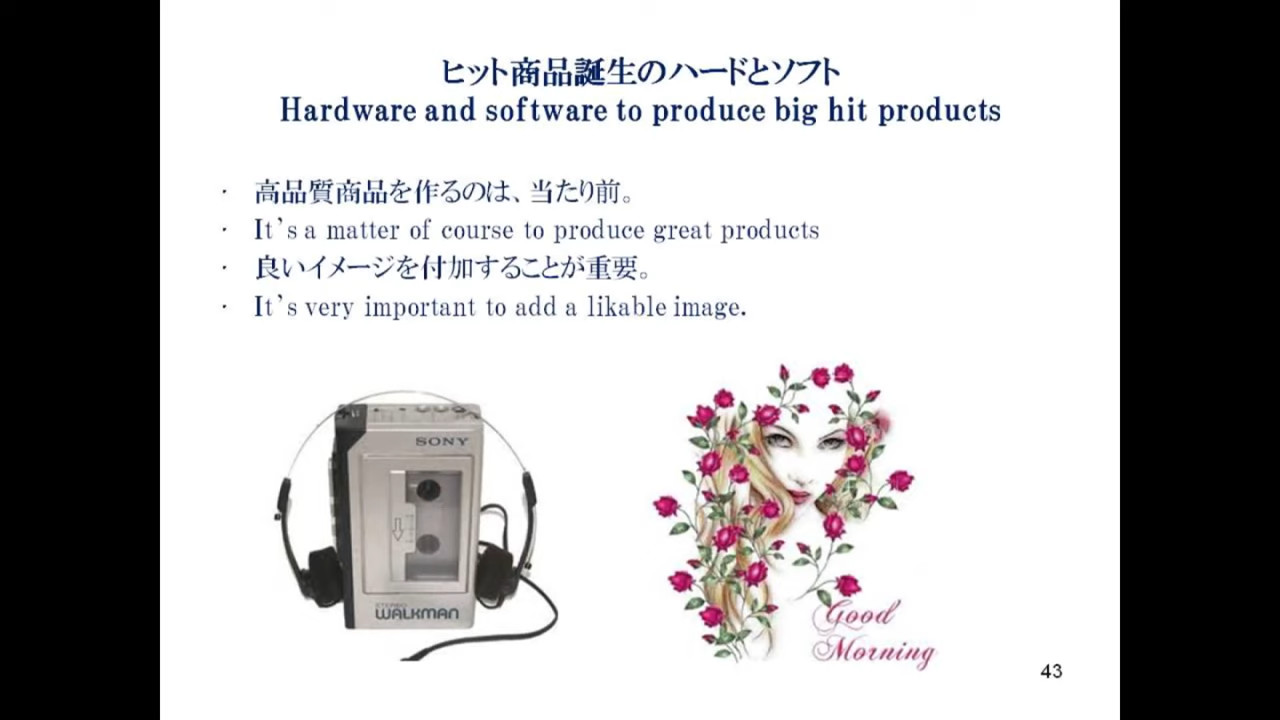 ヒット商品誕生のハードとソフト
Hardware and software to produce big hit products
・ 高品質商品を作るのは、当たり前。
・ It's a matter of course to produce great products
・ 良いイメージを付加することが重要。
・ It's very important to add a likable image.
SONY
STEREO
WALKMAN
Good
Morning
43